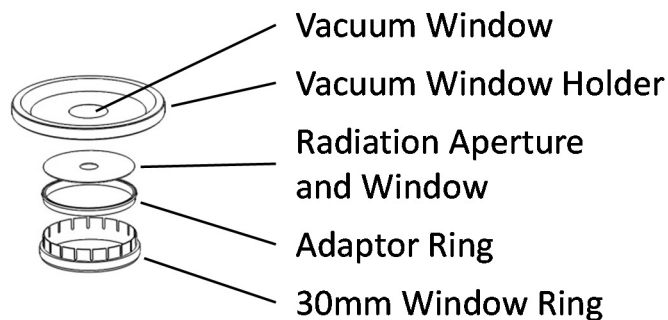 Vacuum Window
Vacuum Window Holder
Radiation Aperture
and Window
Adaptor Ring
30mm Window Ring